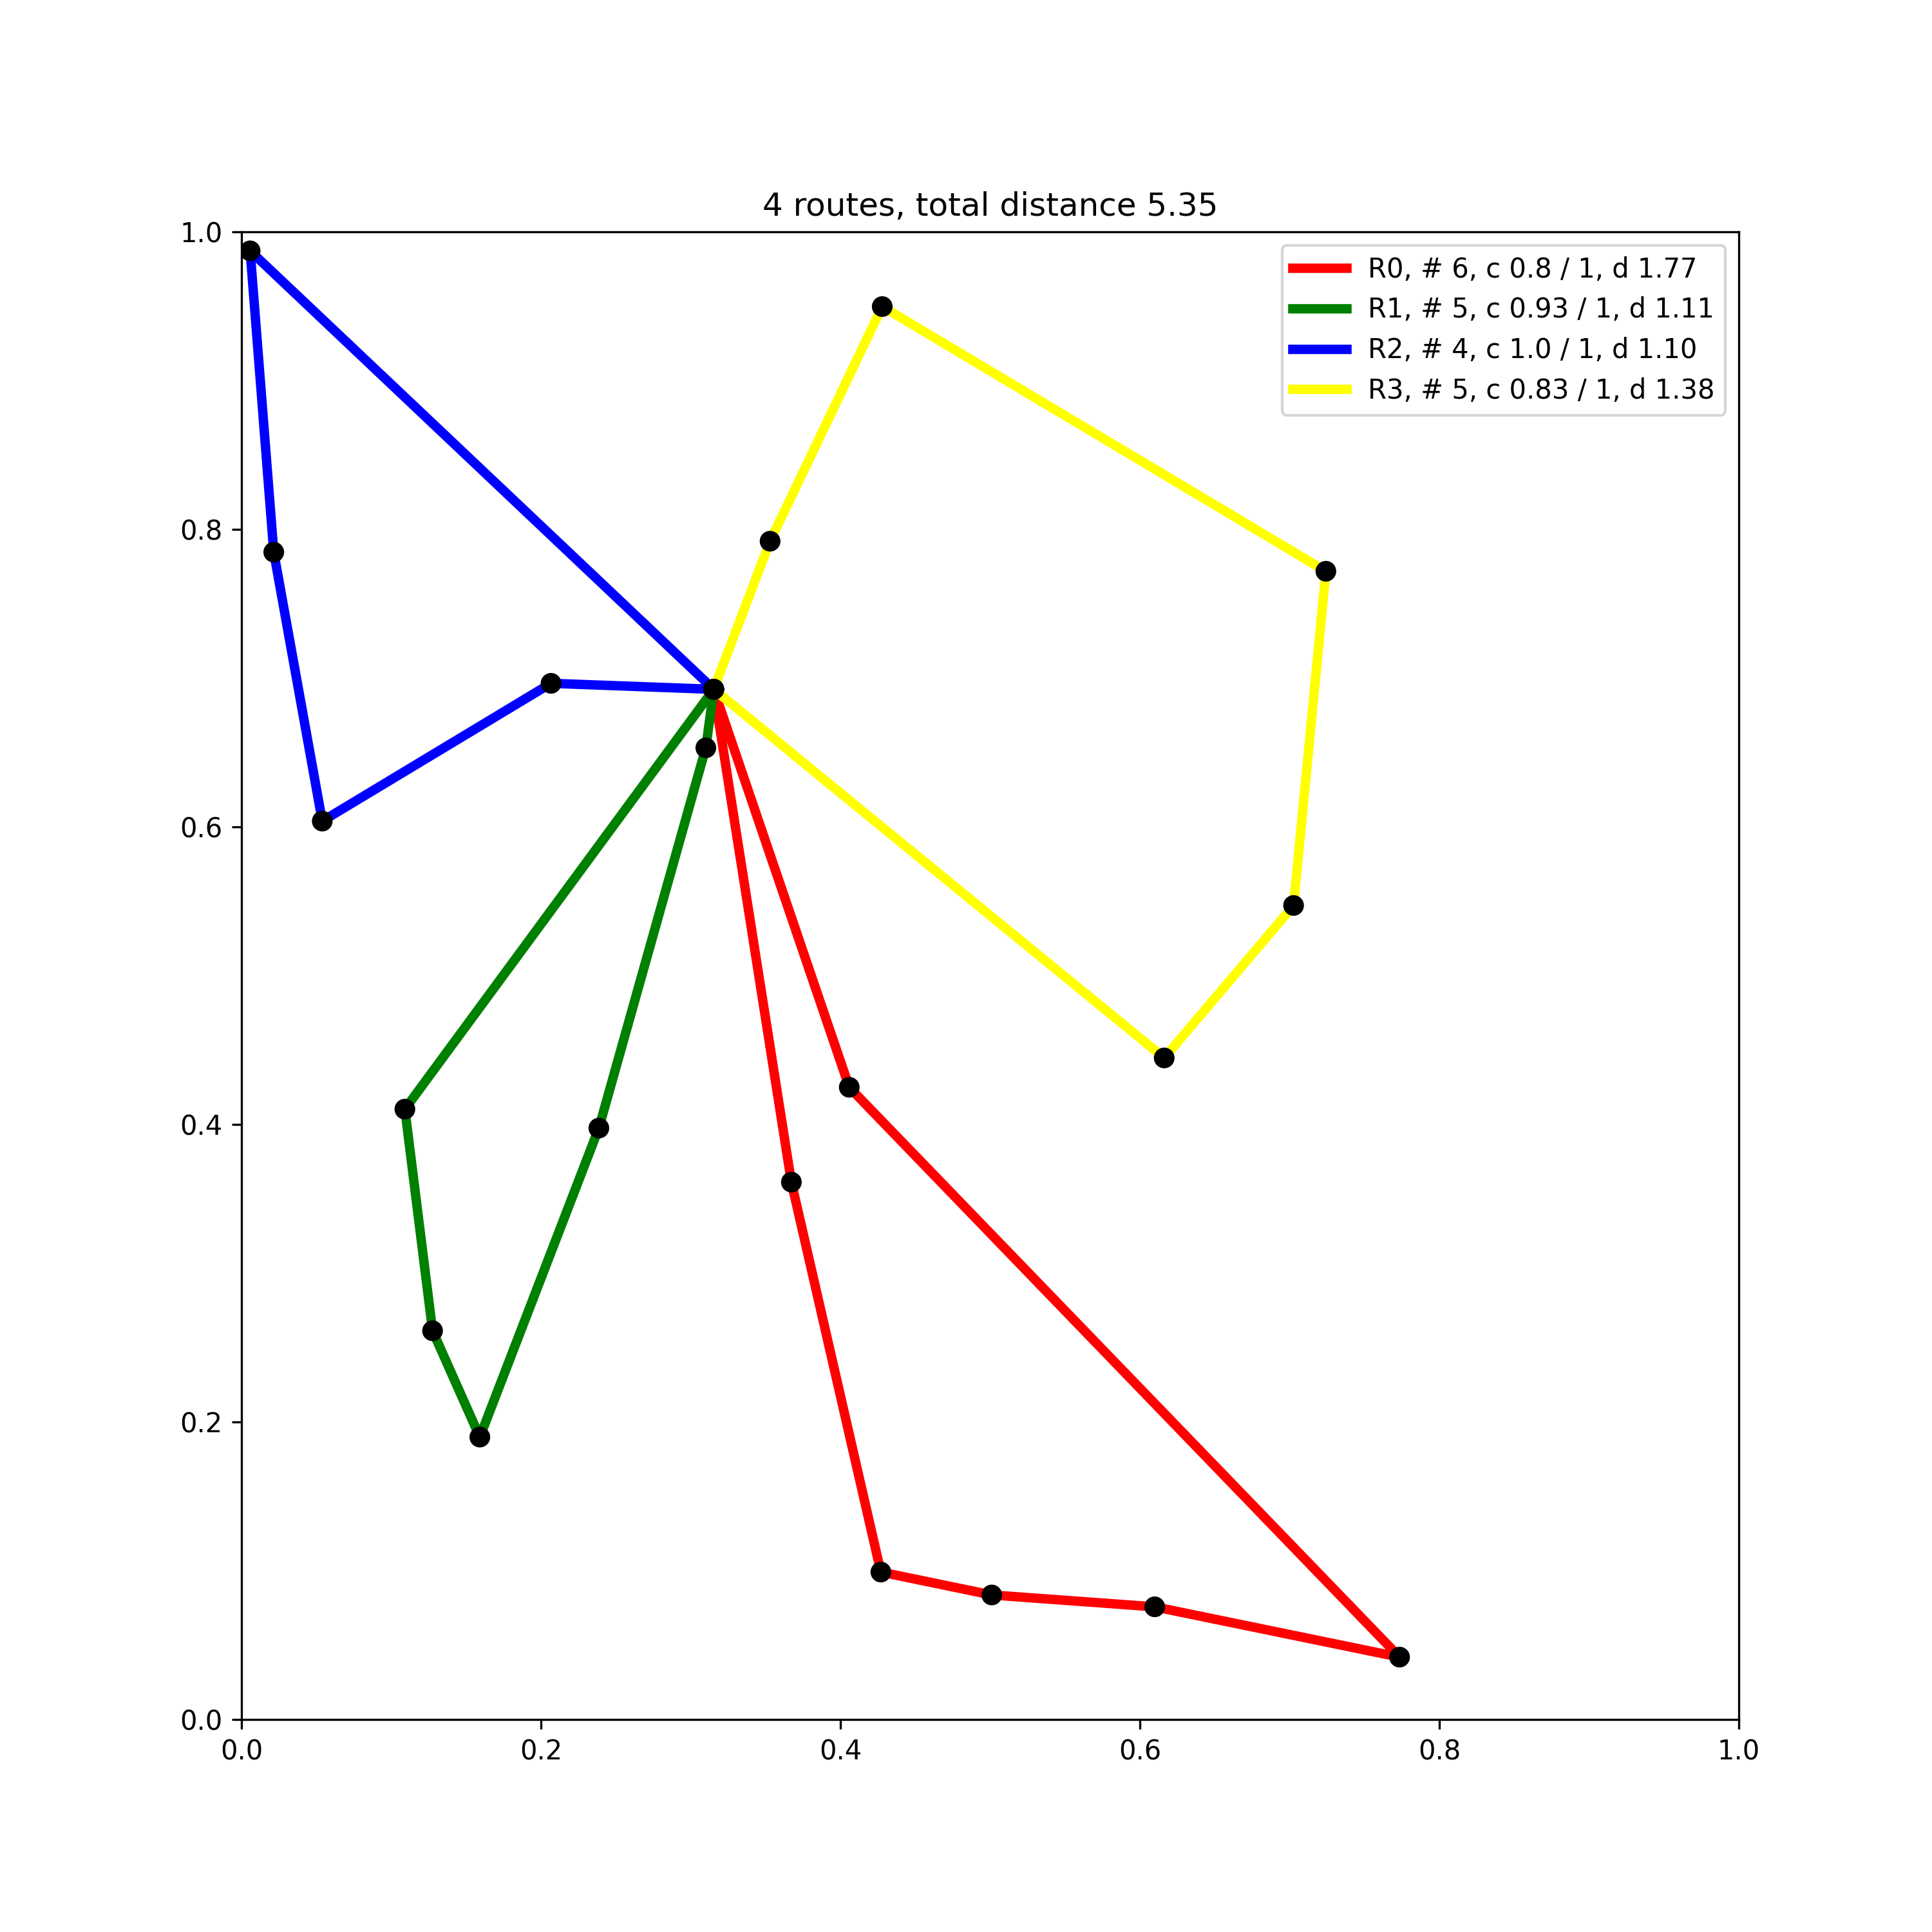 4 routes, total distance 5.35
R0, # 6, c 0.8 / 1, d 1.77
R1, # 5, c 0.93 / 1, d 1.11
R2, # 4, c 1.0 / 1, d 1.10
R3, # 5, c 0.83 / 1, d 1.38
1.0
0.8
0.6
0.4
0.2
0.0
0.0 0.2 0.4 0.6 0.8 1.0